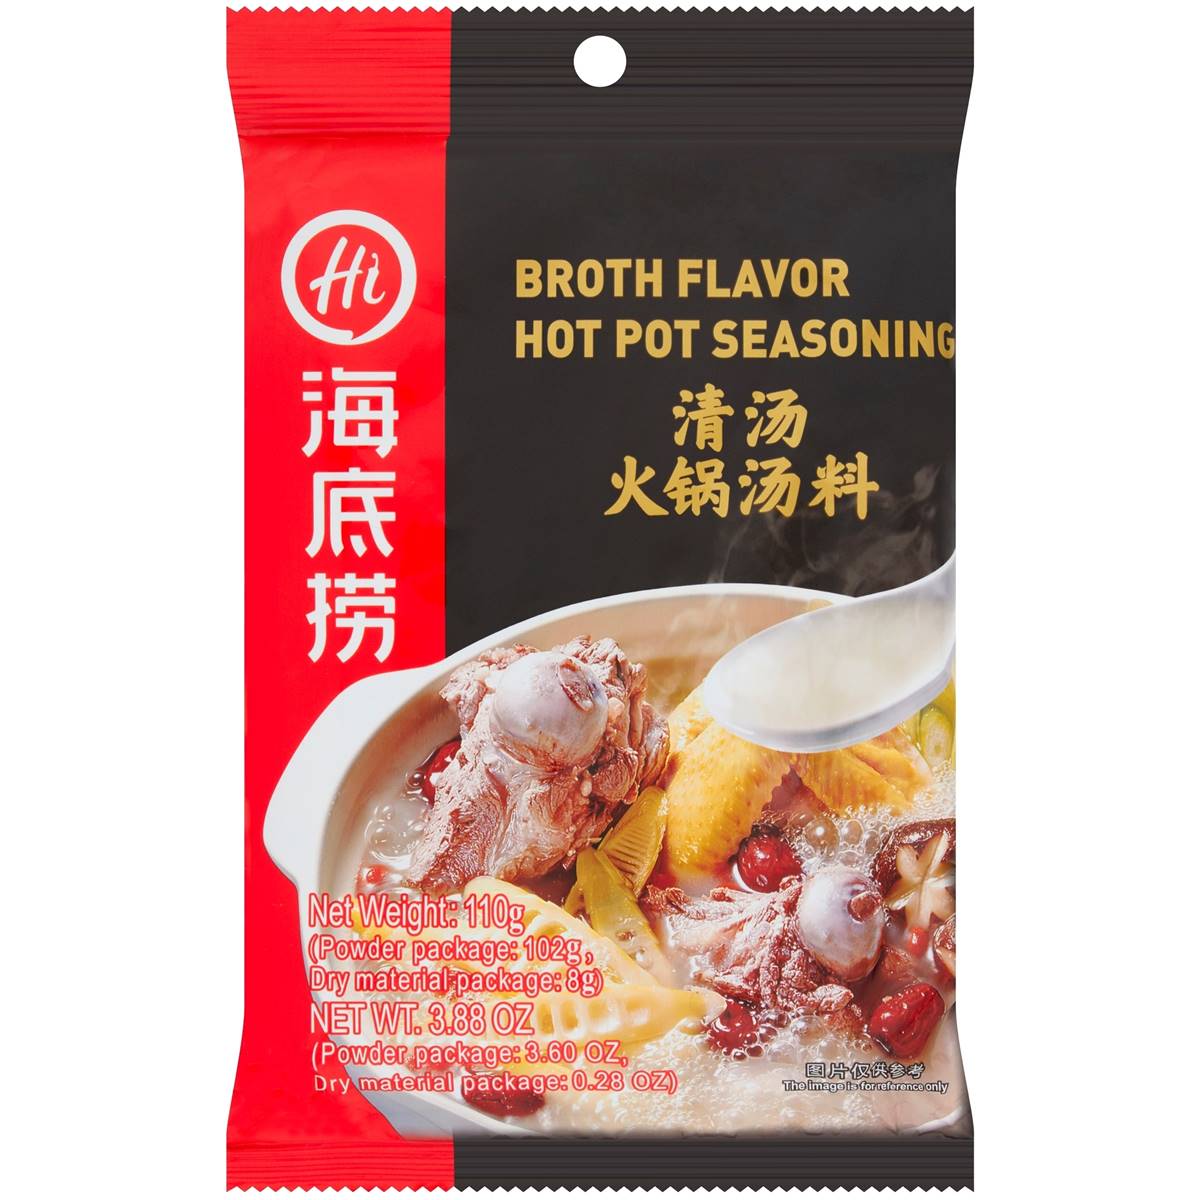 Hi
海底捞
BROTH FLAVOR
HOT POT SEASONING
清汤
火锅汤料
Net Weight: 110g
(Powder package: 102g,
Dry material package: 8g)
NET WT. 3.88 OZ
(Powder package: 3.60 OZ,
Dry material package: 0.28 OZ)
图片仅供参考
The image is for reference only